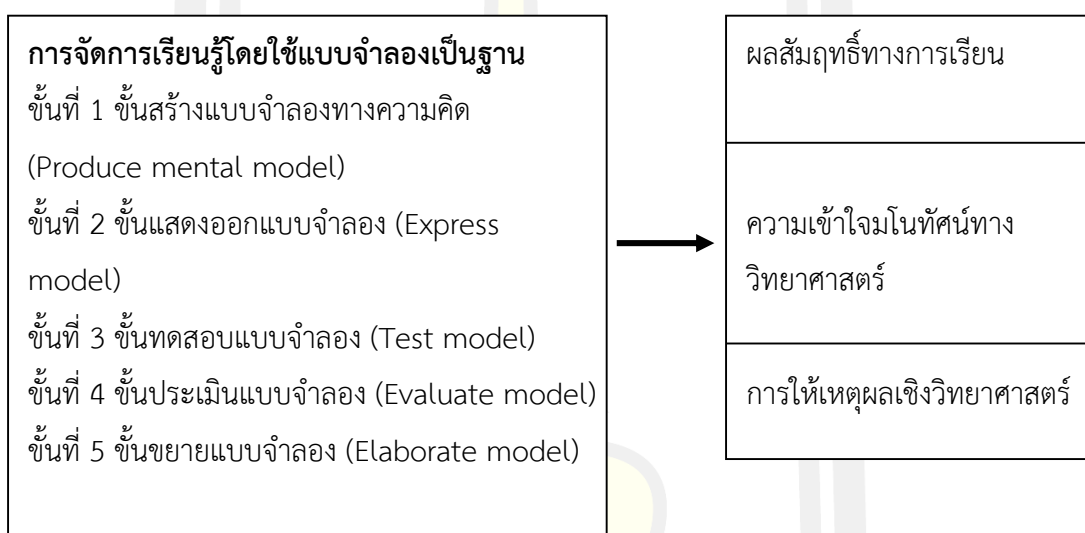 การจัดการเรียนรู้โดยใช้แบบจำลองเป็นฐาน
ขั้นที่ 1 ขั้นสร้างแบบจำลองทางความคิด
(Produce mental model)
ขั้นที่ 2 ขั้นแสดงออกแบบจำลอง (Express
model)
ขั้นที่ 3 ขั้นทดสอบแบบจำลอง (Test model)
ขั้นที่ 4 ขั้นประเมินแบบจำลอง (Evaluate model)
ขั้นที่ 5 ขั้นขยายแบบจำลอง (Elaborate model)
ผลสัมฤทธิ์ทางการเรียน
ความเข้าใจมโนทัศน์ทาง
วิทยาศาสตร์
การให้เหตุผลเชิงวิทยาศาสตร์